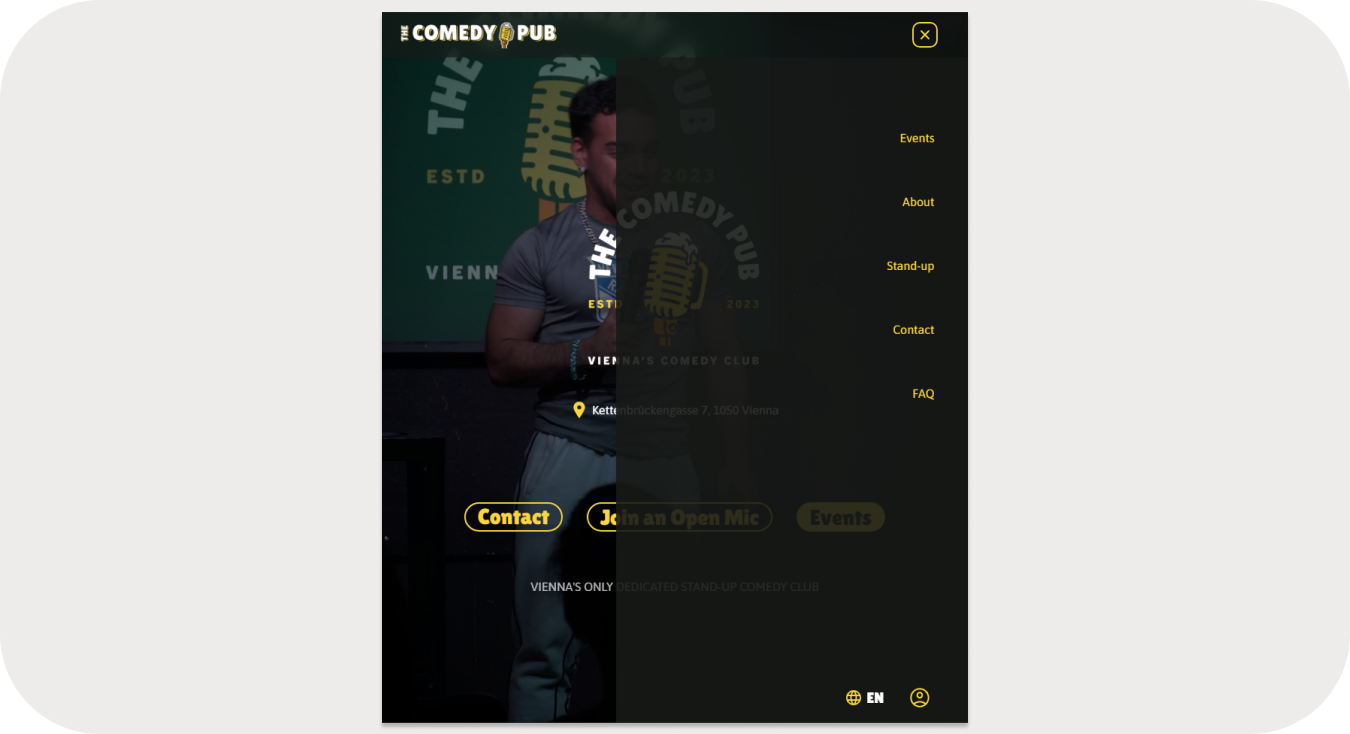 THE COMEDY PUB
THE PUB
ESTD 2023
VIENN
Events
About
Stand-up
Contact
FAQ
THE COMEDY PUB
ESTD 2023
VIENNA'S COMEDY CLUB
Kettenbrückengasse 7, 1050 Vienna
Contact
Join an Open Mic
Events
VIENNA'S ONLY DEDICATED STAND-UP COMEDY CLUB
EN